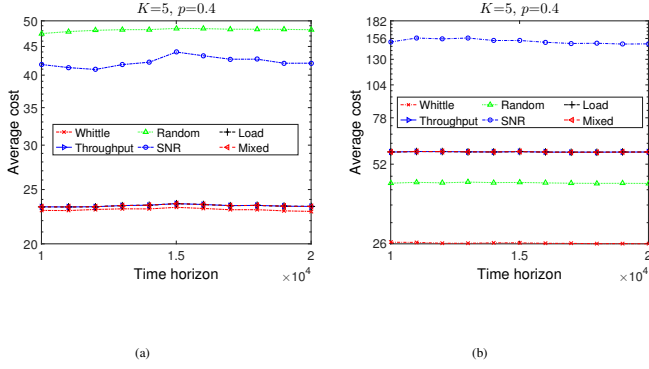 K=5, p=0.4
50
45
40
35
30
25
20
Average cost
Whittle
Random
Load
Throughput
SNR
Mixed
1
1.5
2
Time horizon
×10⁴
(a)
K=5, p=0.4
182
156
130
104
78
52
26
Average cost
Whittle
Random
Load
Throughput
SNR
Mixed
1
1.5
2
Time horizon
×10⁴
(b)